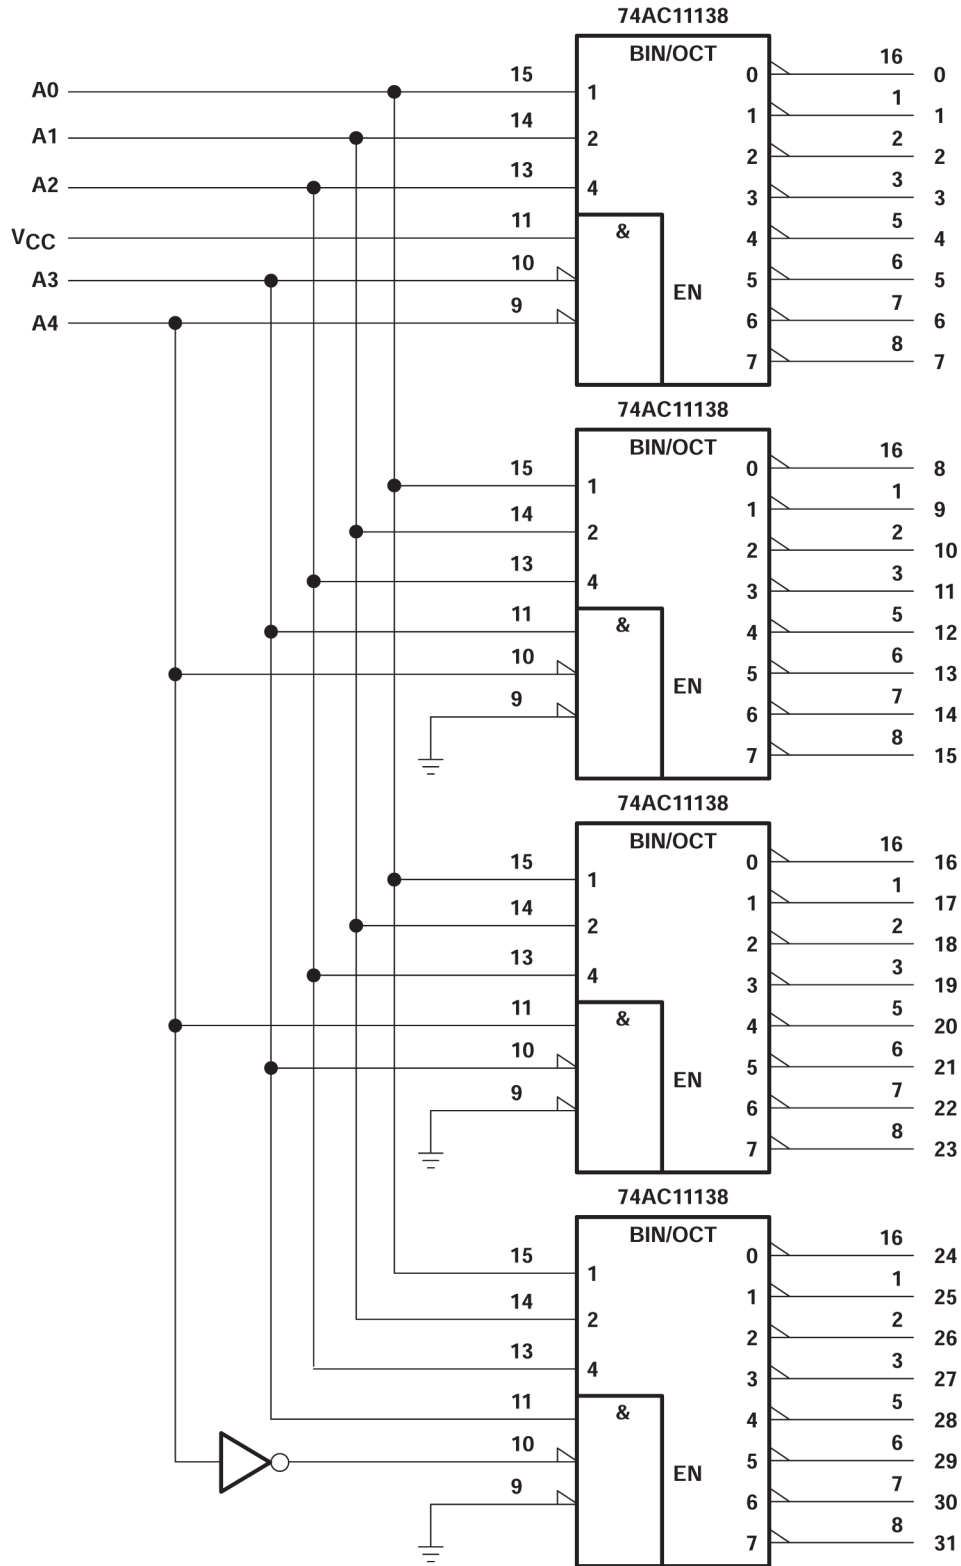 74AC11138
BIN/OCT
A0 15 1 0 16 0
A1 14 2 1 1 1
A2 13 4 2 2 2
3 3 3
VCC 11 & 4 5 4
A3 10 EN 5 6 5
A4 9 6 7 6
7 8 7
74AC11138
BIN/OCT
15 1 0 16 8
14 2 1 1 9
13 4 2 2 10
3 3 11
11 & 4 5 12
10 EN 5 6 13
9 6 7 14
7 8 15
74AC11138
BIN/OCT
15 1 0 16 16
14 2 1 1 17
13 4 2 2 18
3 3 19
11 & 4 5 20
10 EN 5 6 21
9 6 7 22
7 8 23
74AC11138
BIN/OCT
15 1 0 16 24
14 2 1 1 25
13 4 2 2 26
3 3 27
11 & 4 5 28
10 EN 5 6 29
9 6 7 30
7 8 31